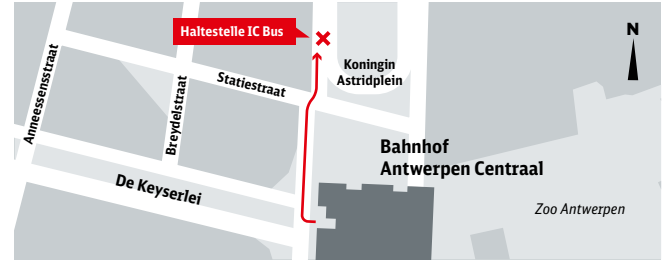 Haltestelle IC Bus
N
Koningin
Astridplein
Anneessensstraat
Statiestraat
Breydelstraat
Bahnhof
Antwerpen Centraal
De Keyserlei
Zoo Antwerpen